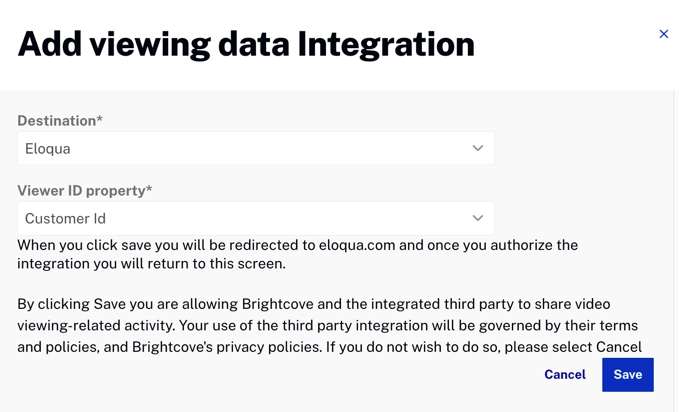 Add viewing data Integration
Destination*
Eloqua
Viewer ID property*
Customer Id
When you click save you will be redirected to eloqua.com and once you authorize the
integration you will return to this screen.
By clicking Save you are allowing Brightcove and the integrated third party to share video
viewing-related activity. Your use of the third party integration will be governed by their terms
and policies, and Brightcove's privacy policies. If you do not wish to do so, please select Cancel
Cancel Save